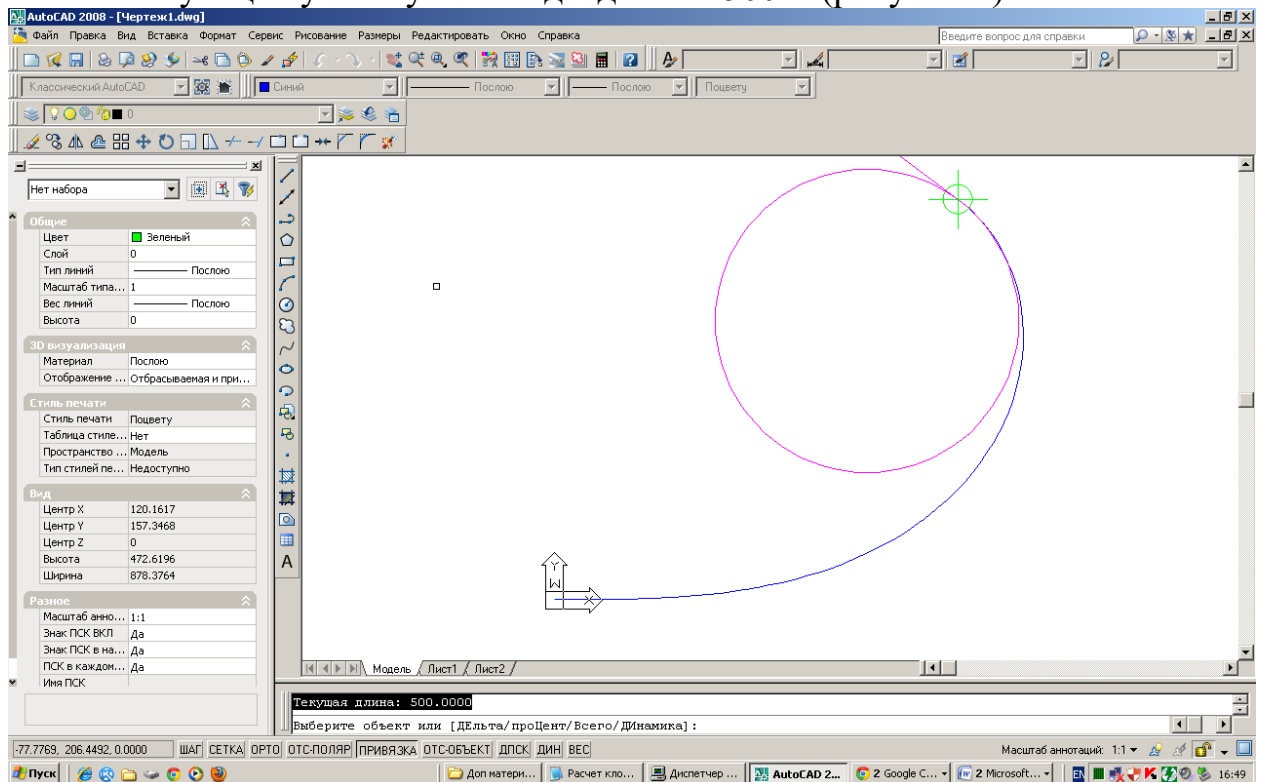 AutoCAD 2008 - [Чертеж1.dwg]
Файл Правка Вид Вставка Формат Сервис Рисование Размеры Редактировать Окно Справка
Введите вопрос для справки
Классический AutoCAD
Синий
Послою
Послою
Поцвету
0
Нет набора
Общие
Цвет Зеленый
Слой 0
Тип линий Послою
Масштаб типа... 1
Вес линий Послою
Высота 0
3D визуализация
Материал Послою
Отображение ... Отбрасываемая и при...
Стиль печати
Стиль печати Поцвету
Таблица стиле... Нет
Пространство ... Модель
Тип стилей пе... Недоступно
Вид
Центр X 120.1617
Центр Y 157.3468
Центр Z 0
Высота 472.6196
Ширина 878.3764
Разное
Масштаб анно... 1:1
Знак ПСК ВКЛ Да
Знак ПСК в на... Да
ПСК в каждом... Да
Имя ПСК
A
Y
W
X
Модель Лист1 Лист2
Текущая длина: 500.0000
Выберите объект или [ДЕльта/проЦент/Всего/ДИнамика]:
-77.7769, 206.4492, 0.0000 ШАГ СЕТКА ОРТО ОТС-ПОЛЯР ПРИВЯЗКА ОТС-ОБЪЕКТ ДПСК ДИН ВЕС Масштаб аннотаций: 1:1
Пуск Доп матери... Расчет кло... Диспетчер ... AutoCAD 2... 2 Google C... 2 Microsoft... EN 16:49